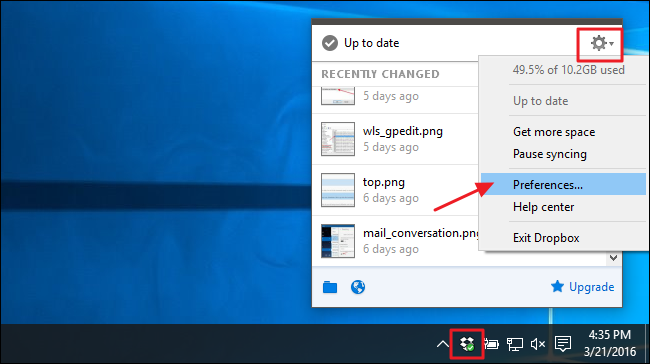 Up to date
RECENTLY CHANGED
5 days ago
wls_gpedit.png
5 days ago
top.png
6 days ago
mail_conversation.png
6 days ago
Upgrade
49.5% of 10.2GB used
Up to date
Get more space
Pause syncing
Preferences...
Help center
Exit Dropbox
4:35 PM
3/21/2016